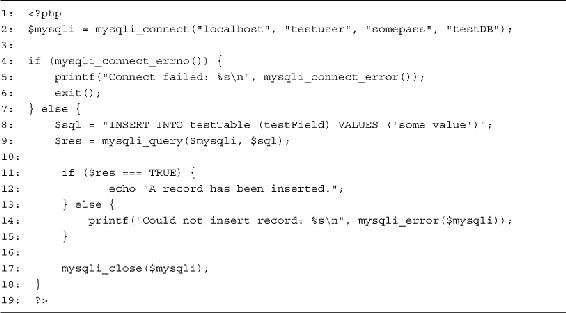 1: <?php
2: $mysqli = mysqli_connect("localhost", "testuser", "somepass", "testDB");
3:
4: if (mysqli_connect_errno()) {
5:     printf("Connect failed: %s\n", mysqli_connect_error());
6:     exit();
7: } else {
8:     $sql = "INSERT INTO testTable (testField) VALUES ('some value')";
9:     $res = mysqli_query($mysqli, $sql);
10:
11:      if ($res === TRUE) {
12:             echo "A record has been inserted.";
13:      } else {
14:          printf("Could not insert record: %s\n", mysqli_error($mysqli));
15:      }
16:
17:      mysqli_close($mysqli);
18:  }
19:  ?>